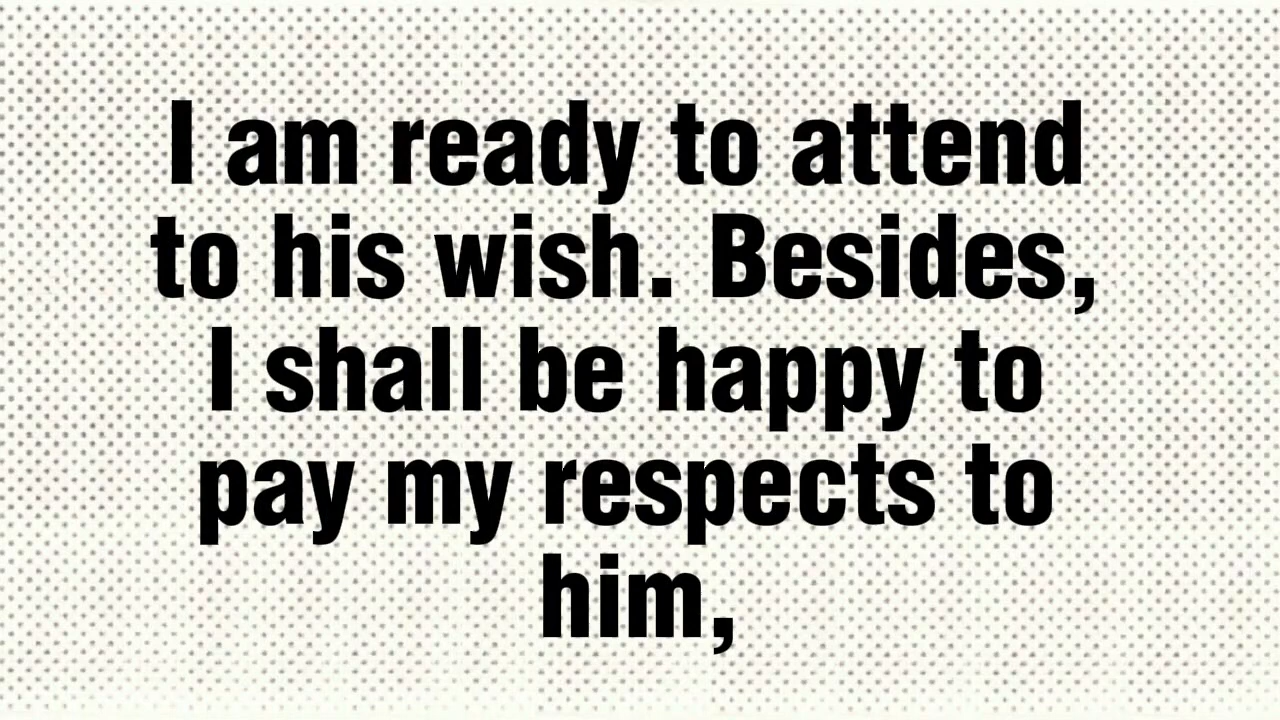 I am ready to attend
to his wish. Besides,
I shall be happy to
pay my respects to
him,